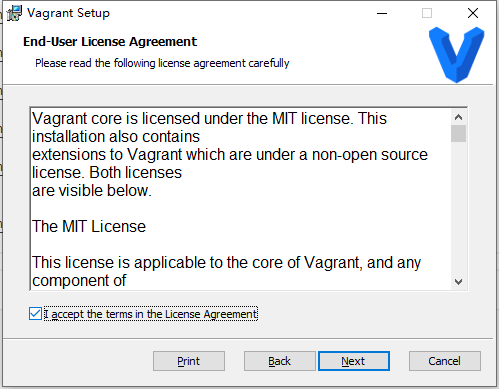 Vagrant Setup
End-User License Agreement
Please read the following license agreement carefully
Vagrant core is licensed under the MIT license. This
installation also contains
extensions to Vagrant which are under a non-open source
license. Both licenses
are visible below.
The MIT License
This license is applicable to the core of Vagrant, and any
component of
I accept the terms in the License Agreement
Print
Back
Next
Cancel